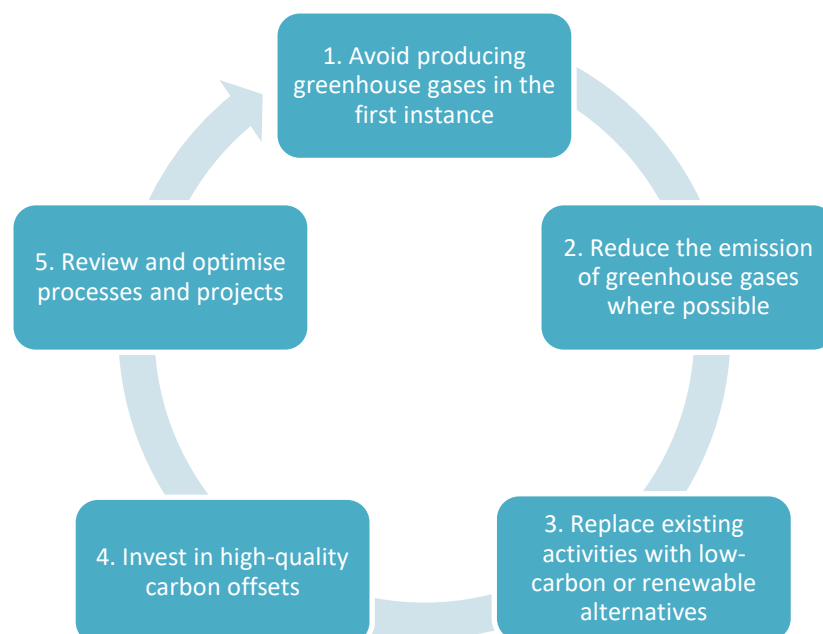 1. Avoid producing
greenhouse gases in the
first instance
2. Reduce the emission
of greenhouse gases
where possible
3. Replace existing
activities with low-
carbon or renewable
alternatives
4. Invest in high-quality
carbon offsets
5. Review and optimise
processes and projects